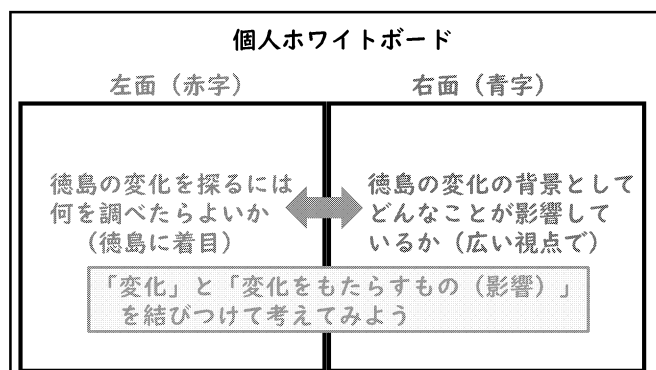 個人ホワイトボード
左面（赤字）
右面（青字）
徳島の変化を探るには
何を調べたらよいか
（徳島に着目）
徳島の変化の背景として
どんなことが影響して
いるか（広い視点で）
「変化」と「変化をもたらすもの（影響）」
を結びつけて考えてみよう